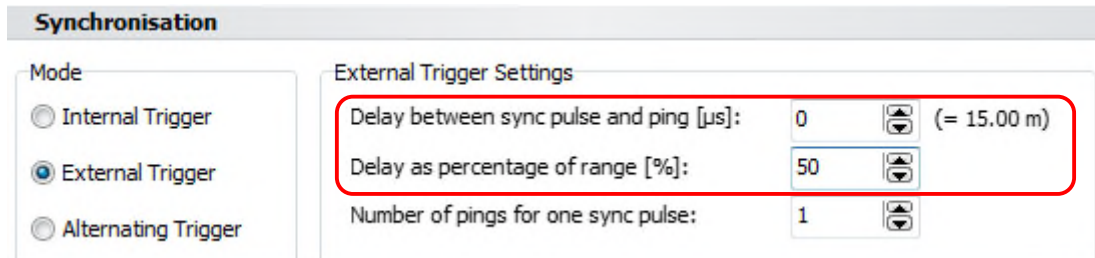 Synchronisation
Mode
External Trigger Settings
Internal Trigger
Delay between sync pulse and ping [µs]: 0 (= 15.00 m)
External Trigger
Delay as percentage of range [%]: 50
Alternating Trigger
Number of pings for one sync pulse: 1